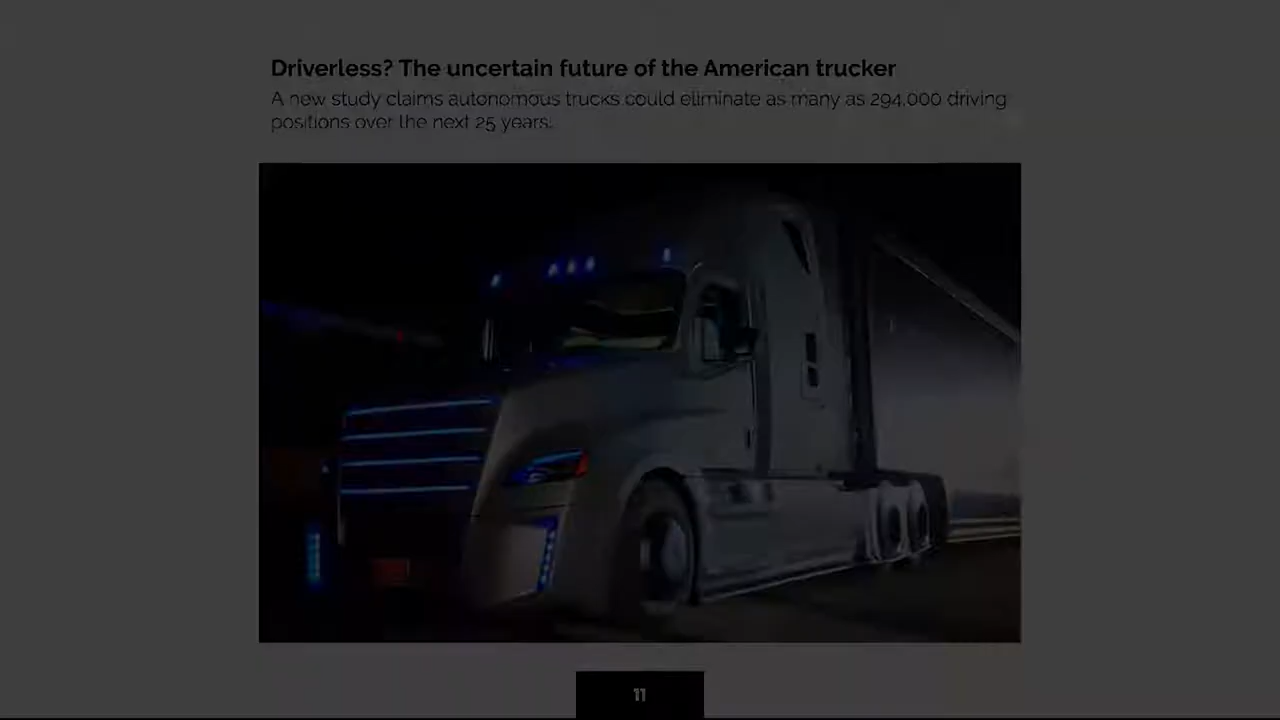 Driverless? The uncertain future of the American trucker
A new study claims autonomous trucks could eliminate as many as 294,000 driving
positions over the next 25 years.
11